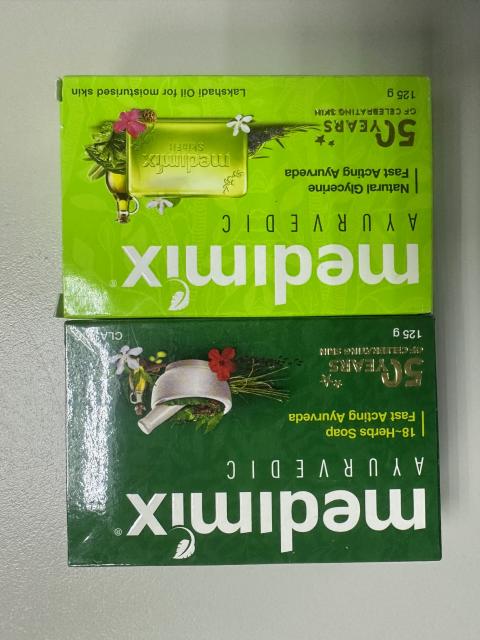 medimix®
AYURVEDIC
18~Herbs Soap
Fast Acting Ayurveda
50 YEARS
OF CELEBRATING SKIN
125 g
medimix®
AYURVEDIC
Natural Glycerine
Fast Acting Ayurveda
medimix
SkinFit
50 YEARS
OF CELEBRATING SKIN
125 g Lakshadi Oil for moisturised skin